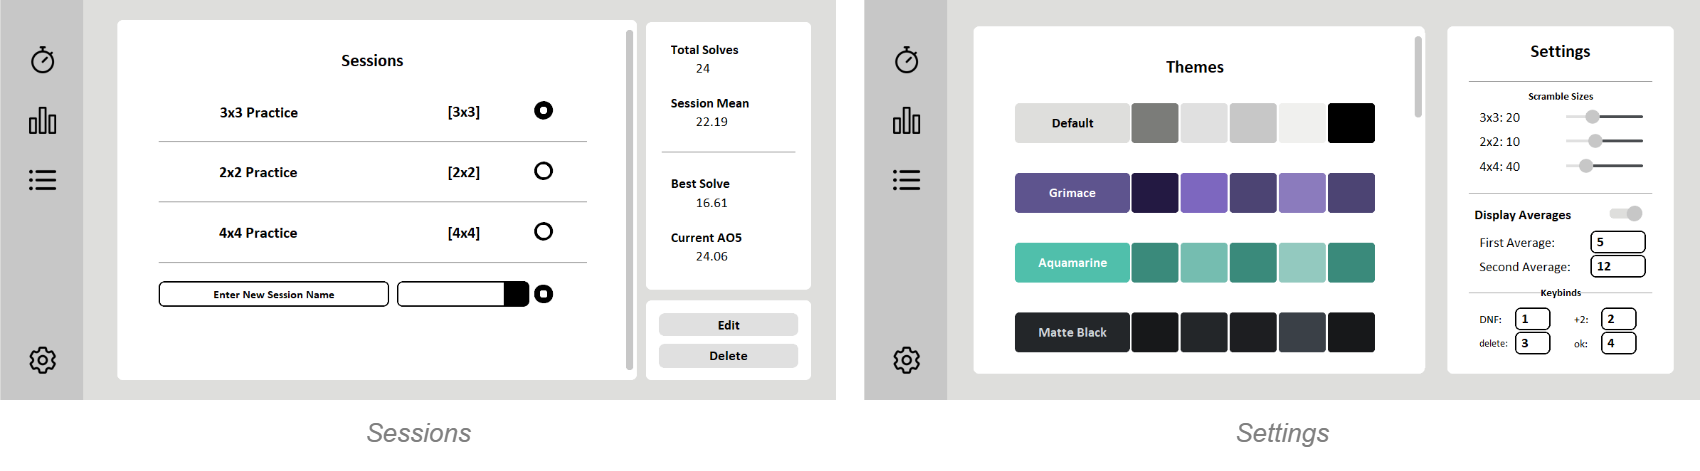 Sessions
3x3 Practice [3x3]
2x2 Practice [2x2]
4x4 Practice [4x4]
Enter New Session Name
Total Solves
24
Session Mean
22.19
Best Solve
16.61
Current AO5
24.06
Edit
Delete
Sessions
Themes
Default
Grimace
Aquamarine
Matte Black
Settings
Scramble Sizes
3x3: 20
2x2: 10
4x4: 40
Display Averages
First Average: 5
Second Average: 12
Keybinds
DNF: 1 +2: 2
delete: 3 ok: 4
Settings